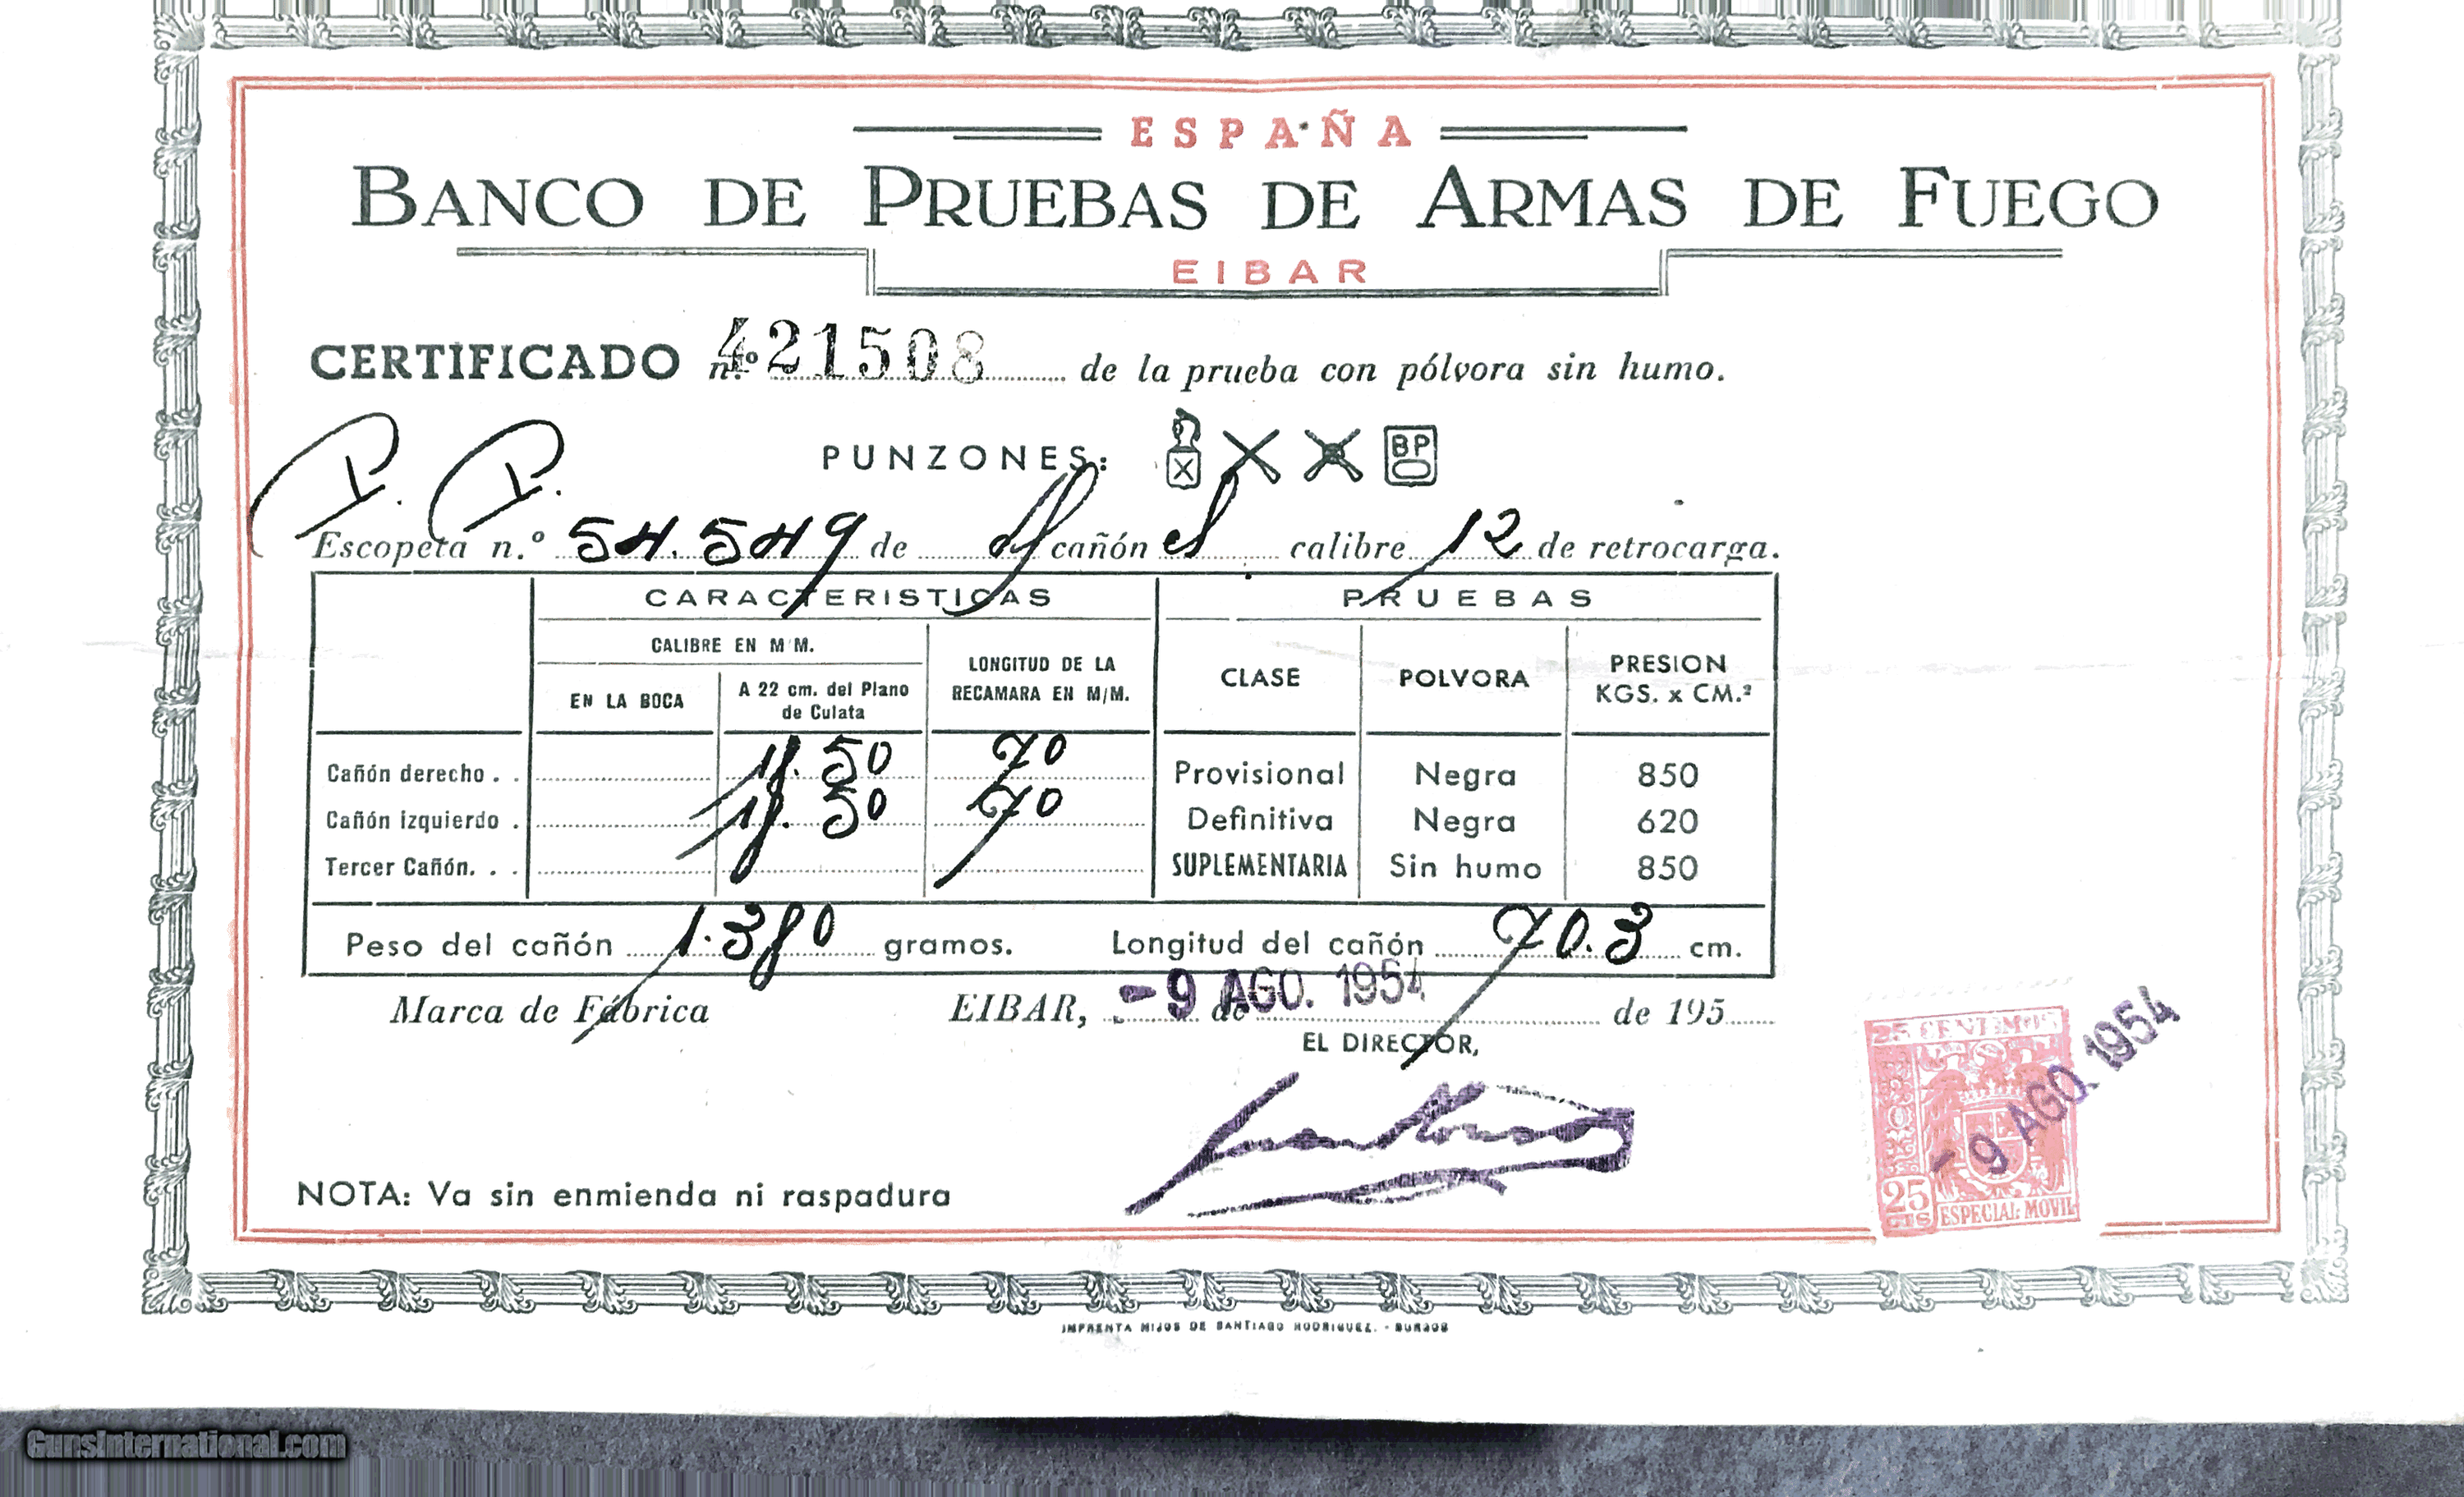 ESPAÑA
BANCO DE PRUEBAS DE ARMAS DE FUEGO
EIBAR
CERTIFICADO n.º 421508 de la prueba con pólvora sin humo.
P. P.
PUNZONES: X BP
Escopeta n.º 54.549 de cañón es calibre 12 de retrocarga.
CARACTERISTICAS PRUEBAS
CALIBRE EN M/M. LONGITUD DE LA RECAMARA EN M/M. CLASE POLVORA PRESION KGS. x CM.²
EN LA BOCA A 22 cm. del Plano de Culata
Cañón derecho . . 18.50 70 Provisional Negra 850
Cañón izquierdo . 18.50 70 Definitiva Negra 620
Tercer Cañón. . . SUPLEMENTARIA Sin humo 850
Peso del cañón 1.380 gramos. Longitud del cañón 70.3 cm.
Marca de Fábrica EIBAR, -9 AGO. 1954 de de 195
EL DIRECTOR,
25 CENTIMOS
-9 AGO. 1954
25 CTS ESPECIAL MOVIL
NOTA: Va sin enmienda ni raspadura
IMPRENTA HIJOS DE SANTIAGO RODRIGUEZ. - BURGOS
GunsInternational.com